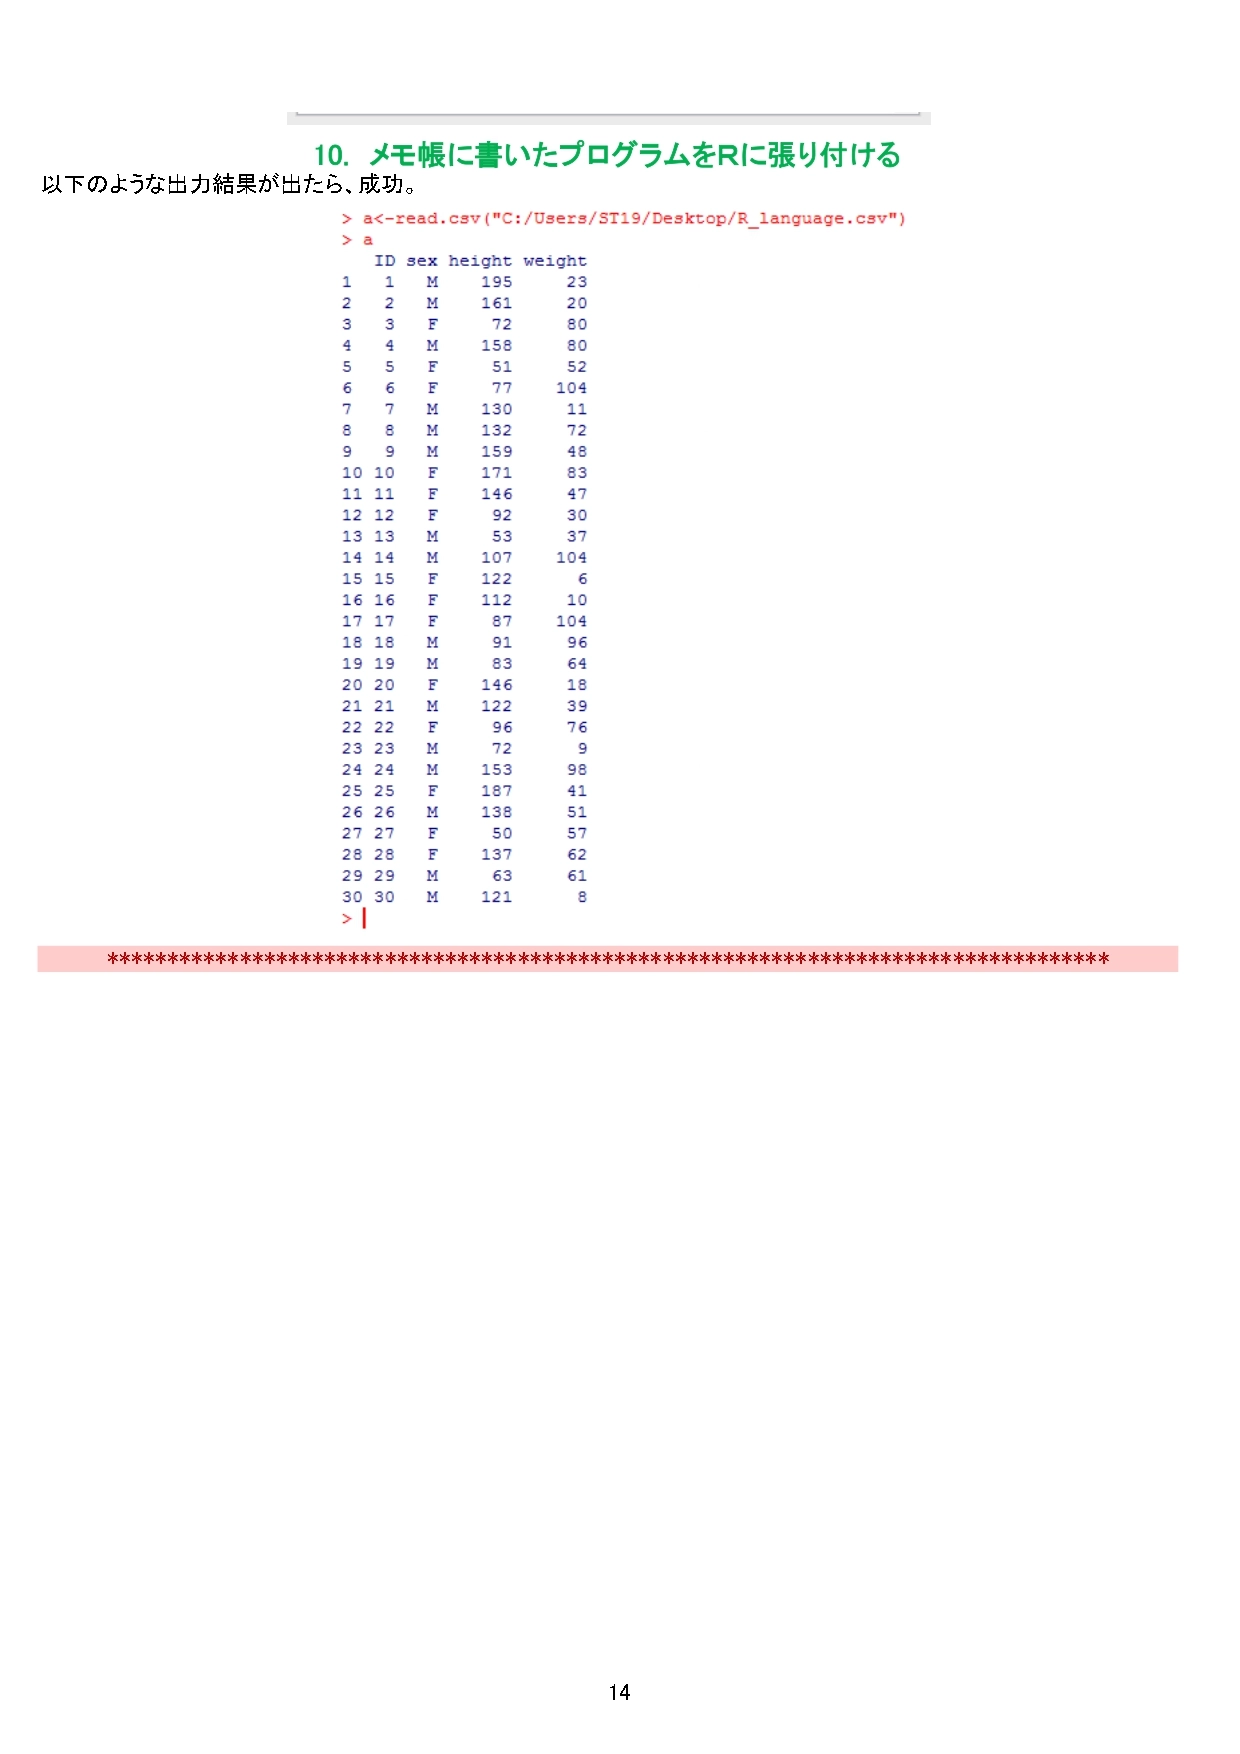 10. メモ帳に書いたプログラムをRに張り付ける
以下のような出力結果が出たら、成功。
> a<-read.csv("C:/Users/ST19/Desktop/R_language.csv")
> a
   ID sex height weight
1   1   M    195     23
2   2   M    161     20
3   3   F     72     80
4   4   M    158     80
5   5   F     51     52
6   6   F     77    104
7   7   M    130     11
8   8   M    132     72
9   9   M    159     48
10 10   F    171     83
11 11   F    146     47
12 12   F     92     30
13 13   M     53     37
14 14   M    107    104
15 15   F    122      6
16 16   F    112     10
17 17   F     87    104
18 18   M     91     96
19 19   M     83     64
20 20   F    146     18
21 21   M    122     39
22 22   F     96     76
23 23   M     72      9
24 24   M    153     98
25 25   F    187     41
26 26   M    138     51
27 27   F     50     57
28 28   F    137     62
29 29   M     63     61
30 30   M    121      8
> |
***********************************************************************************
14